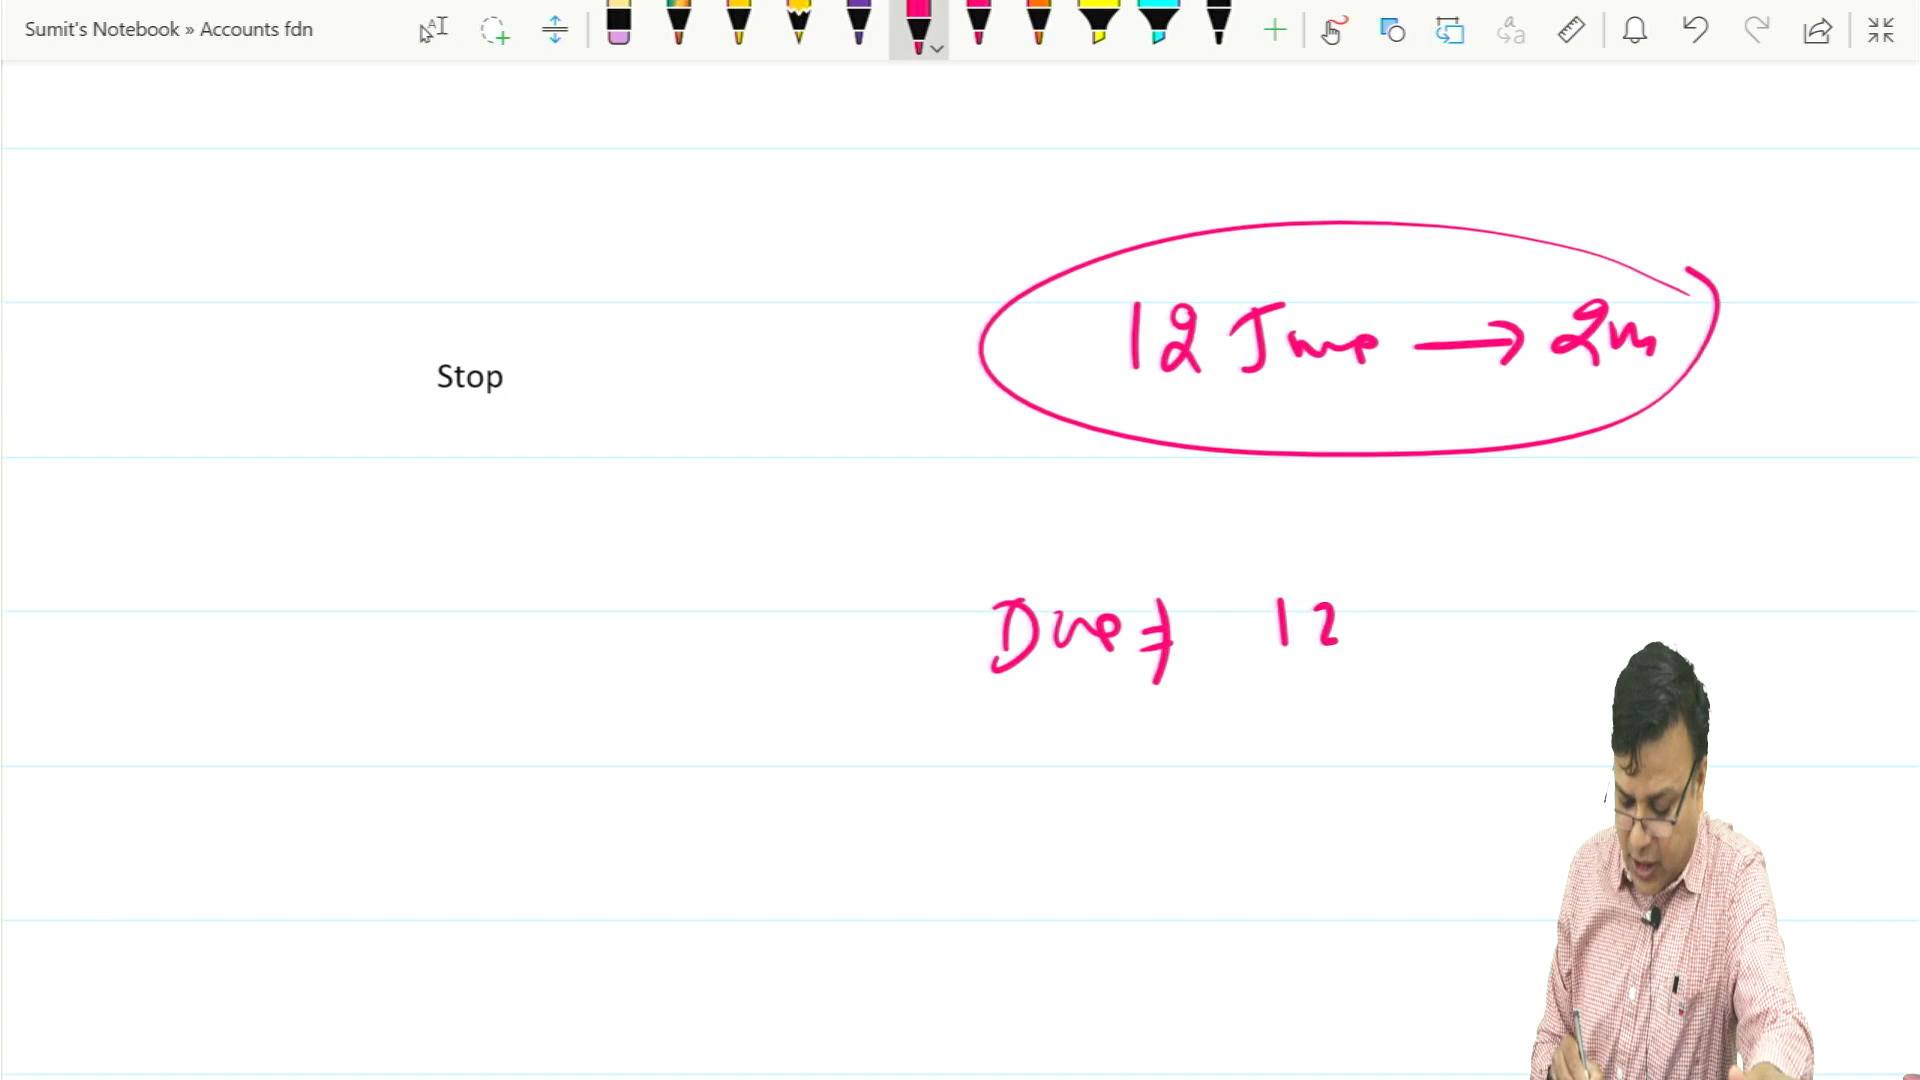 Sumit's Notebook » Accounts fdn
12 June → 2m
Stop
Due ⇒ 12